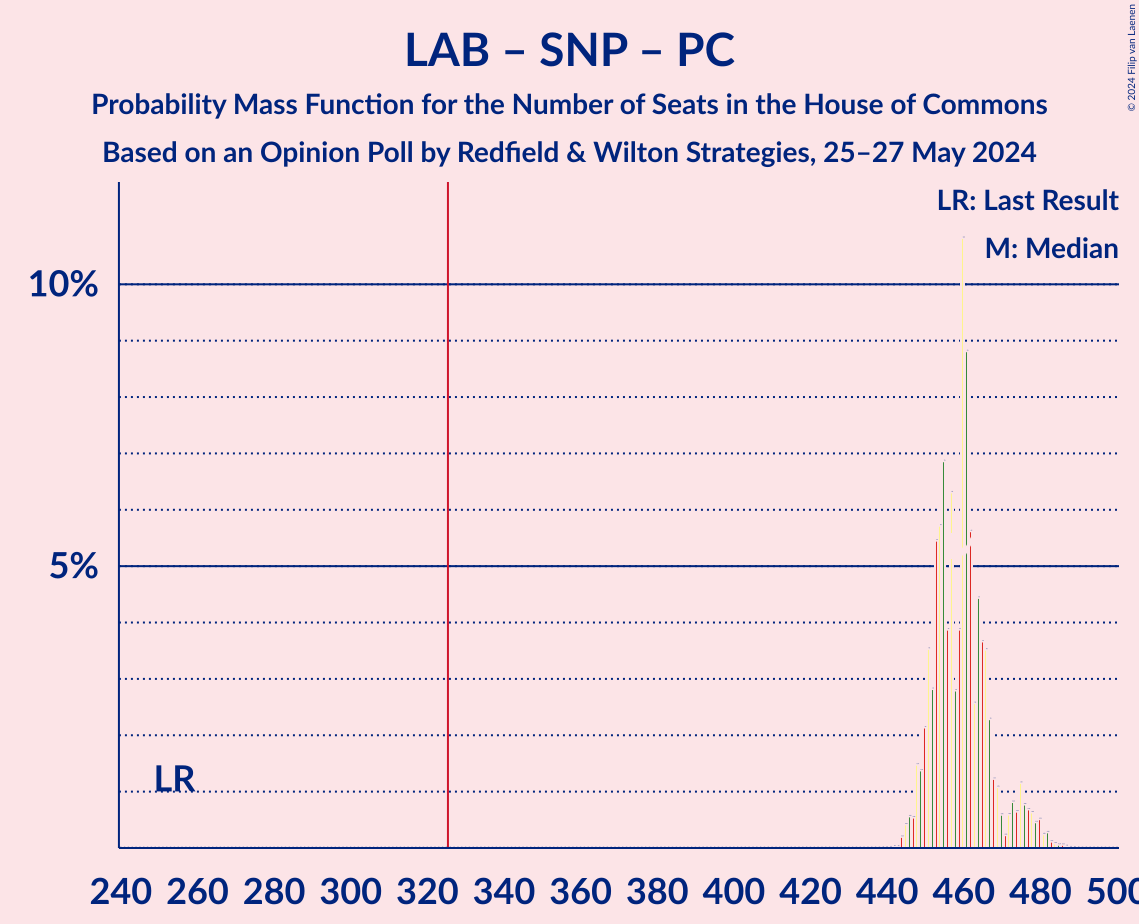 LAB – SNP – PC
Probability Mass Function for the Number of Seats in the House of Commons
Based on an Opinion Poll by Redfield & Wilton Strategies, 25–27 May 2024
© 2024 Filip van Laenen
LR: Last Result
M: Median
10%
5%
LR
240 260 280 300 320 340 360 380 400 420 440 460 480 500